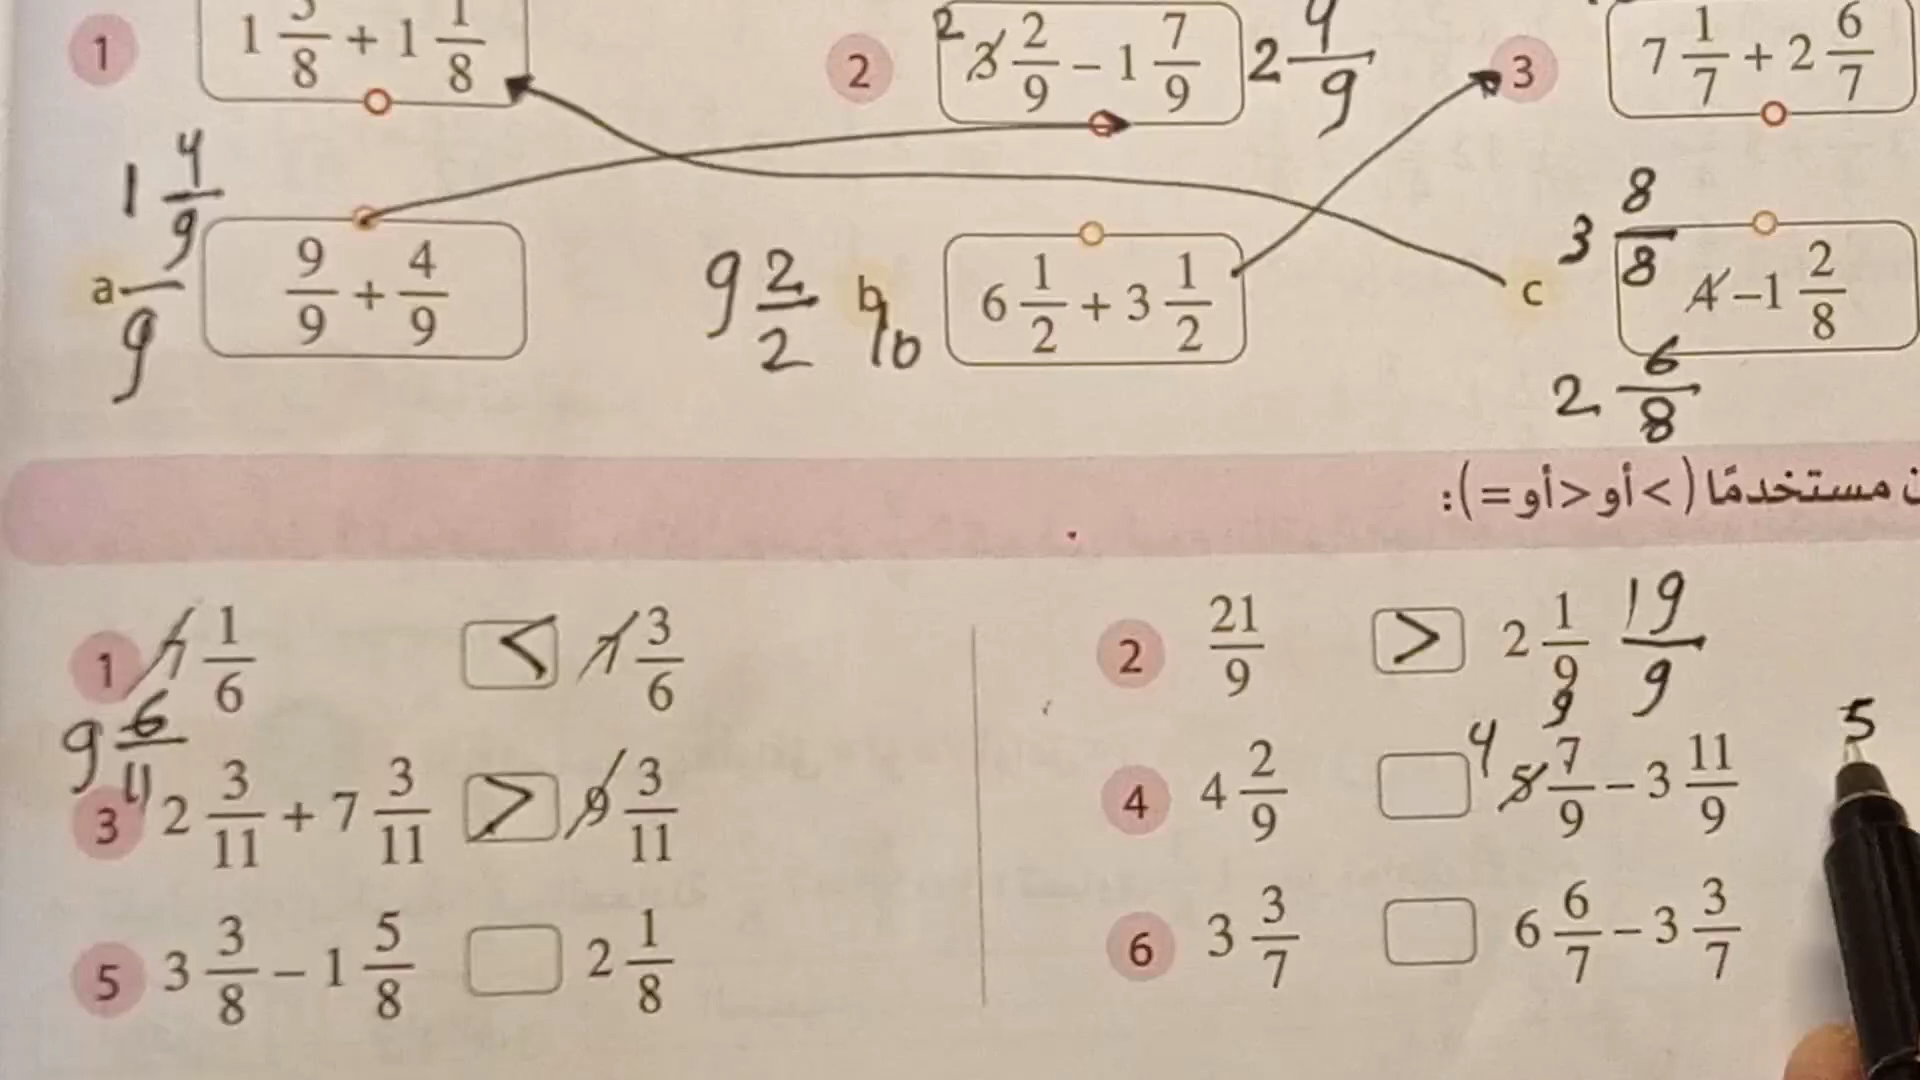 1 1 3/8 + 1 1/8
2 2 3 2/9 − 1 7/9 2 4/9
3 7 1/7 + 2 6/7
1 4/9
a 9 9/9 + 4/9
9 2/2 b 10 6 1/2 + 3 1/2
3 8/8
c 4 − 1 2/8
2 6/8
مستخدمًا (> أو < أو =):
1 7 1/6 < 7 3/6
2 21/9 > 2 1/9 19/9
9 6/11
3 2 3/11 + 7 3/11 > 9 3/11
4 4 2/9 4 5 9 7/9 − 3 11/9 5
5 3 3/8 − 1 5/8 2 1/8
6 3 3/7 6 6/7 − 3 3/7